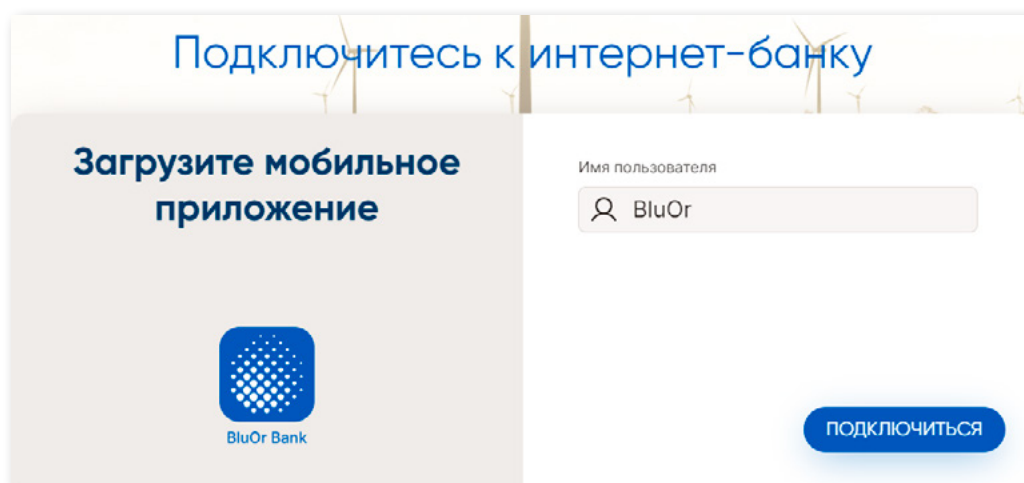 Подключитесь к интернет-банку
Загрузите мобильное
приложение
BluOr Bank
Имя пользователя
BluOr
ПОДКЛЮЧИТЬСЯ